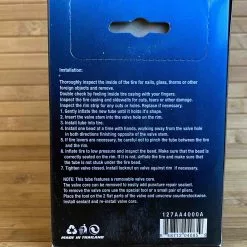 Installation:
Thoroughly inspect the inside of the tire for nails, glass, thorns or other
foreign objects and remove.
Double check by feeling inside tire casing with your fingers.
Inspect the tire casing and sidewalls for cuts, tears or other damage.
Inspect the rim strip for any cuts or holes. Replace rim strip if necessary.
1. Gently inflate the new tube until it holds it's shape.
2. Insert the valve stem into the valve hole on the rim.
3. Install tube into tire.
4. Install one bead of a time with hands, working away from the valve hole
in both directions finishing opposite of the valve stem.
5. If tire levers are necessary, be careful not to pinch the tube between the
tire and the rim.
6. Inflate tire to low pressure and inspect the bead. Make sure that the bead is
correctly seated on the rim. If it is not, deflate the tire and make sure that
the tube is not pinched.
7. Tighten valve closed. Install locknut on valve if applicable.
NOTE: This tube features a removable valve core.
The valve core can be removed to easily add puncture repair sealant.
To remove the valve core use the special tool or a small pair of pliers.
Place the tool on the 2 flat parts of the valve and unscrew counterclockwise.
Install sealant and re-install valve core.
MADE IN THAILAND
127AA4000A